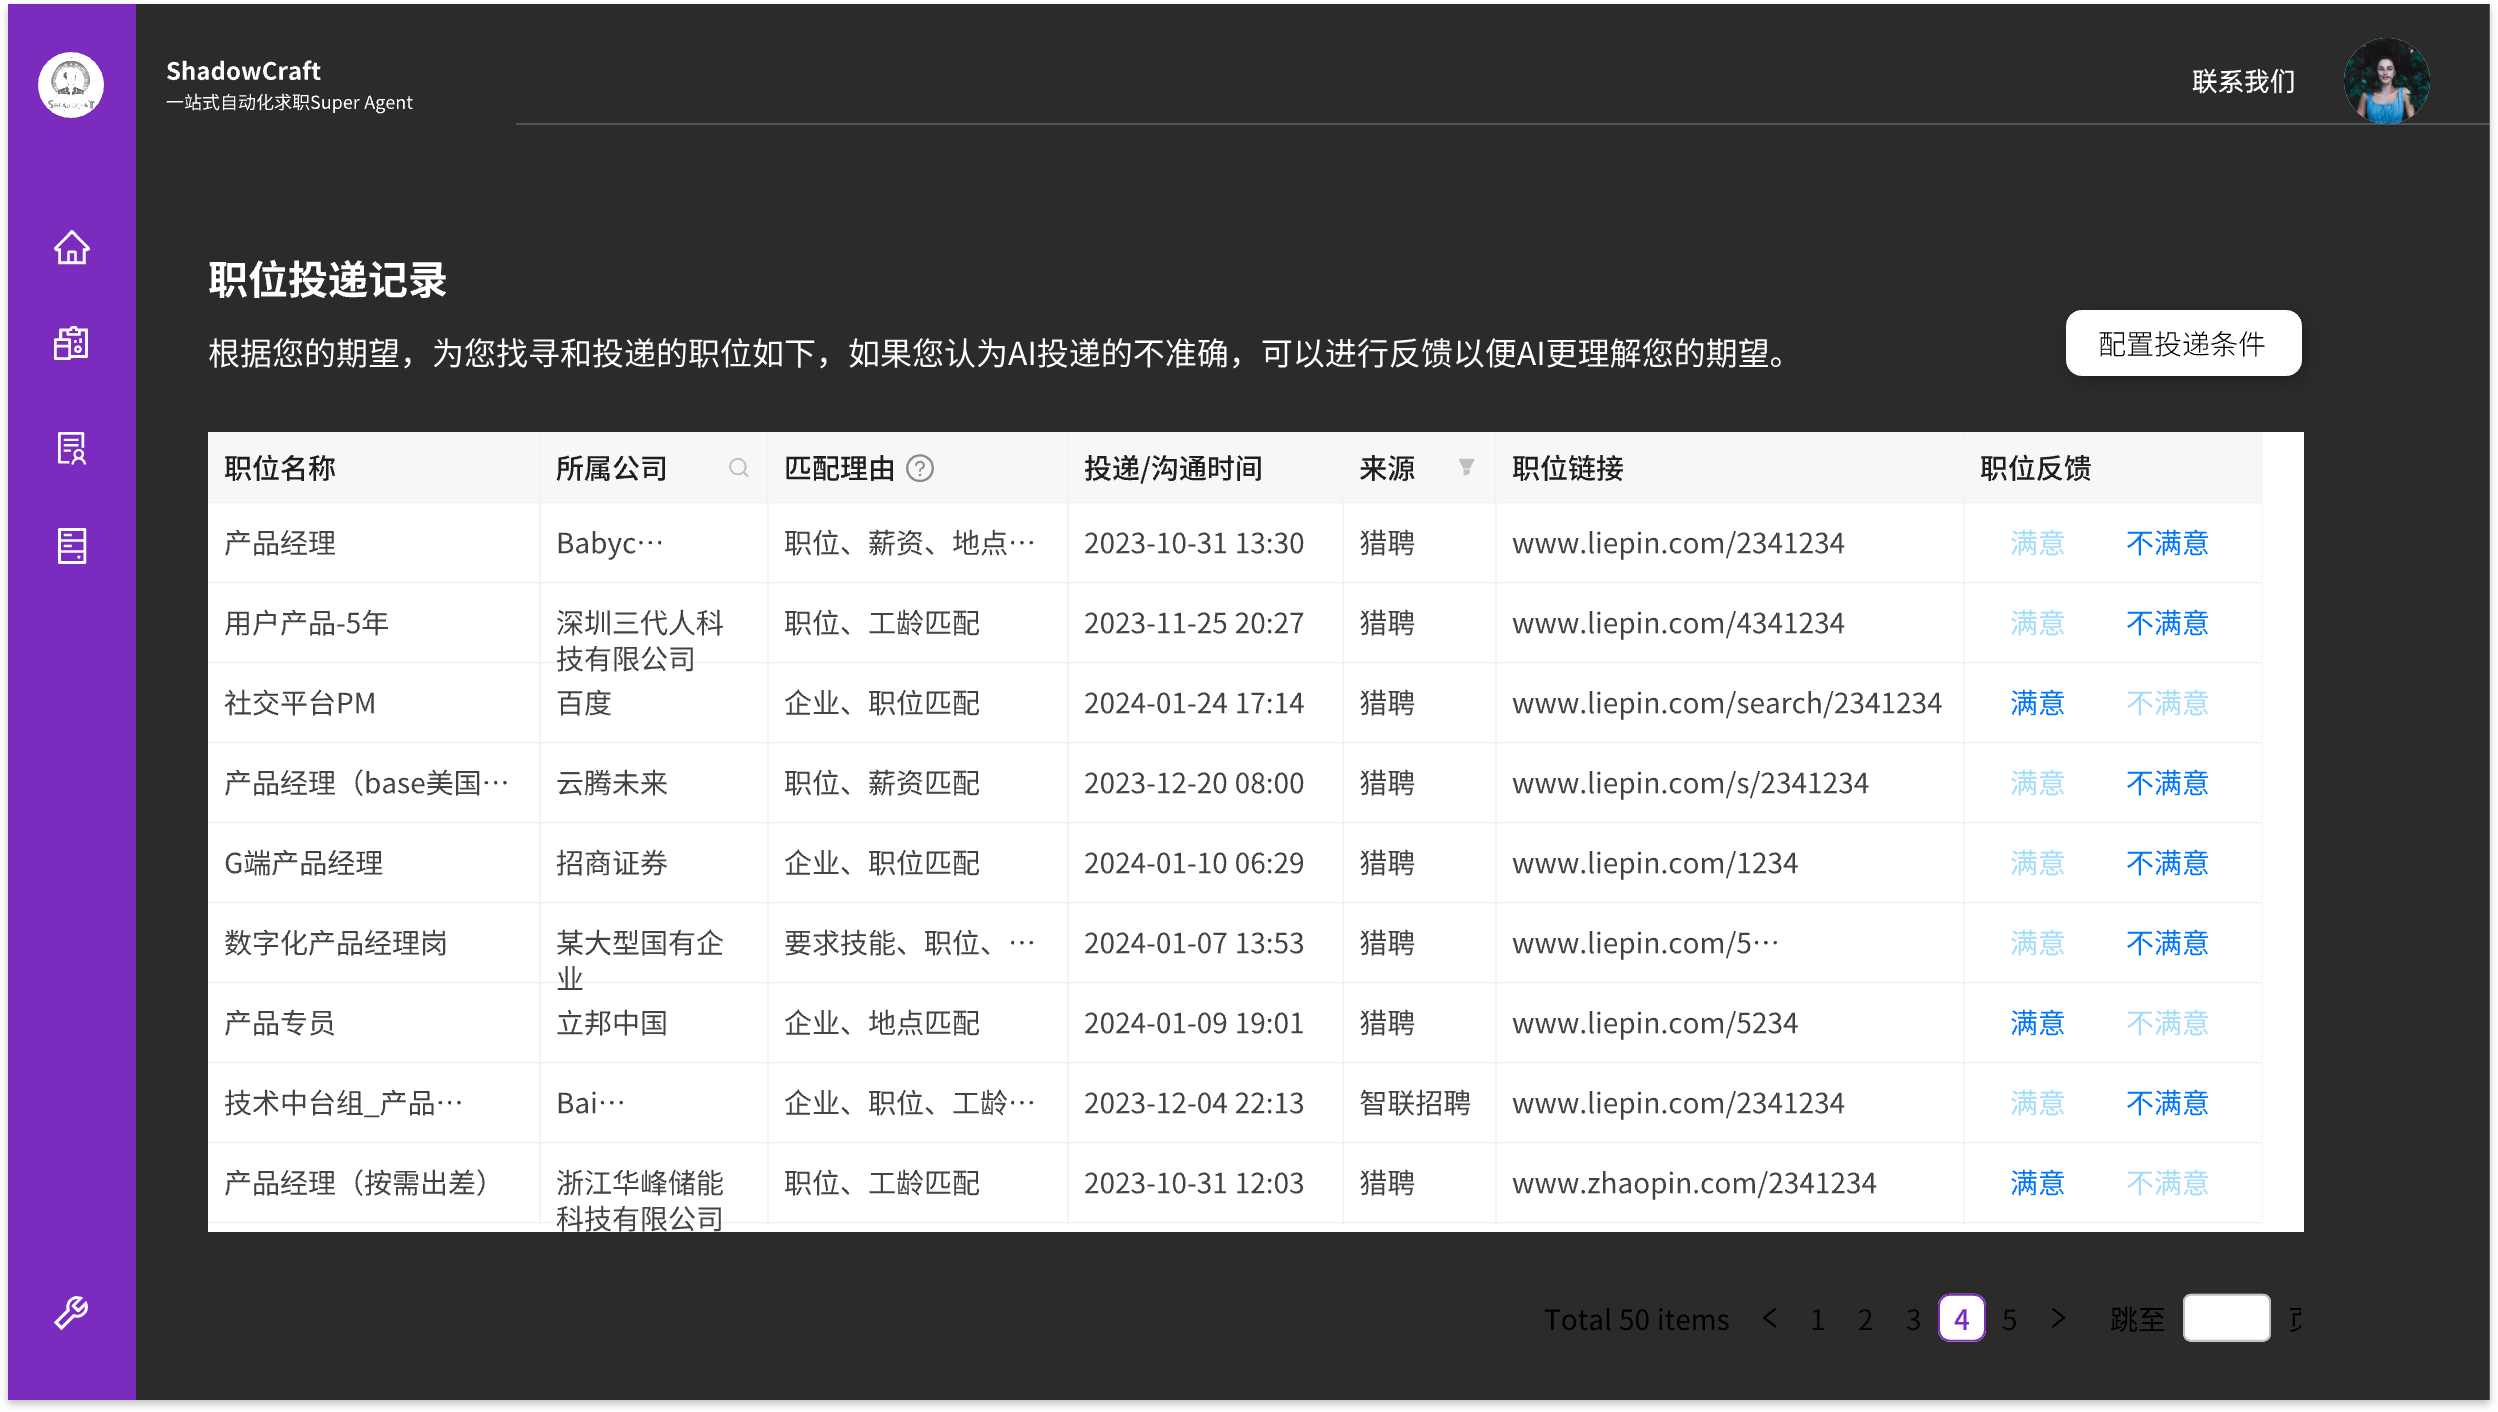 ShadowCraft
一站式自动化求职Super Agent
联系我们
职位投递记录
根据您的期望，为您找寻和投递的职位如下，如果您认为AI投递的不准确，可以进行反馈以便AI更理解您的期望。
配置投递条件
职位名称 所属公司 匹配理由 ? 投递/沟通时间 来源 职位链接 职位反馈
产品经理 Babyc… 职位、薪资、地点… 2023-10-31 13:30 猎聘 www.liepin.com/2341234 满意 不满意
用户产品-5年 深圳三代人科 职位、工龄匹配 2023-11-25 20:27 猎聘 www.liepin.com/4341234 满意 不满意
技有限公司
社交平台PM 百度 企业、职位匹配 2024-01-24 17:14 猎聘 www.liepin.com/search/2341234 满意 不满意
产品经理（base美国… 云腾未来 职位、薪资匹配 2023-12-20 08:00 猎聘 www.liepin.com/s/2341234 满意 不满意
G端产品经理 招商证券 企业、职位匹配 2024-01-10 06:29 猎聘 www.liepin.com/1234 满意 不满意
数字化产品经理岗 某大型国有企 要求技能、职位、… 2024-01-07 13:53 猎聘 www.liepin.com/5… 满意 不满意
业
产品专员 立邦中国 企业、地点匹配 2024-01-09 19:01 猎聘 www.liepin.com/5234 满意 不满意
技术中台组_产品… Bai… 企业、职位、工龄… 2023-12-04 22:13 智联招聘 www.liepin.com/2341234 满意 不满意
产品经理（按需出差） 浙江华峰储能 职位、工龄匹配 2023-10-31 12:03 猎聘 www.zhaopin.com/2341234 满意 不满意
科技有限公司
Total 50 items < 1 2 3 4 5 > 跳至